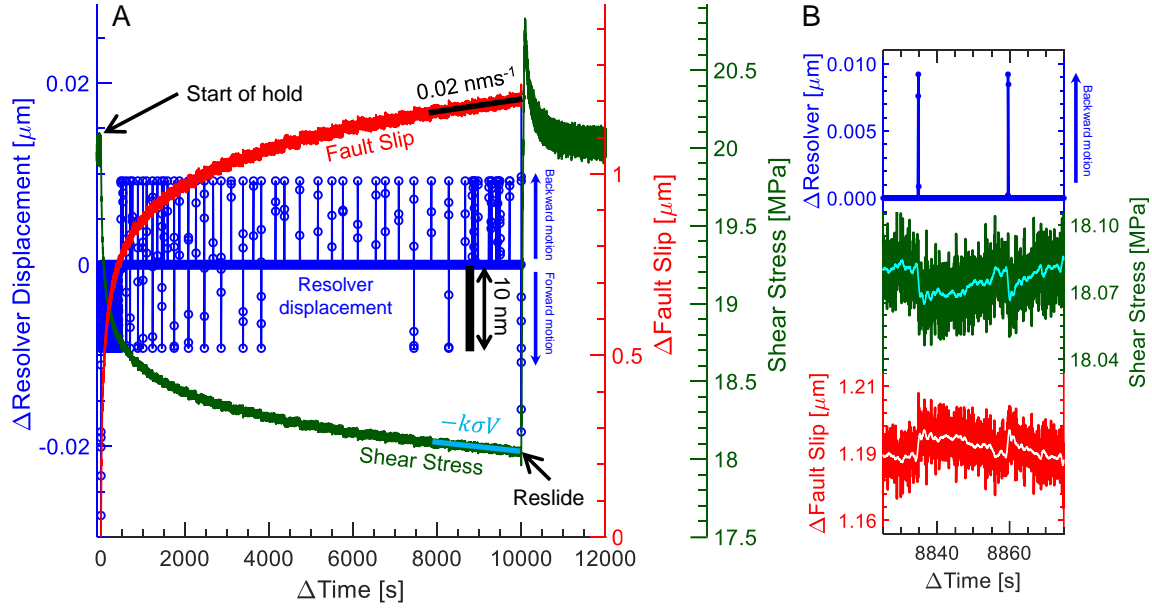 A
Start of hold
0.02 nms⁻¹
Fault Slip
Backward motion
Resolver
displacement
Forward motion
10 nm
−kσV
Shear Stress
Reslide
ΔResolver Displacement [μm]
0.02
0
-0.02
0
2000
4000
6000
8000
10000
12000
ΔTime [s]
ΔFault Slip [μm]
1
0.5
0
Shear Stress [MPa]
20.5
20
19.5
19
18.5
18
17.5
B
ΔResolver [μm]
0.010
0.005
0.000
Backward motion
18.10
18.07
18.04
Shear Stress [MPa]
ΔFault Slip [μm]
1.21
1.19
1.16
8840
8860
ΔTime [s]